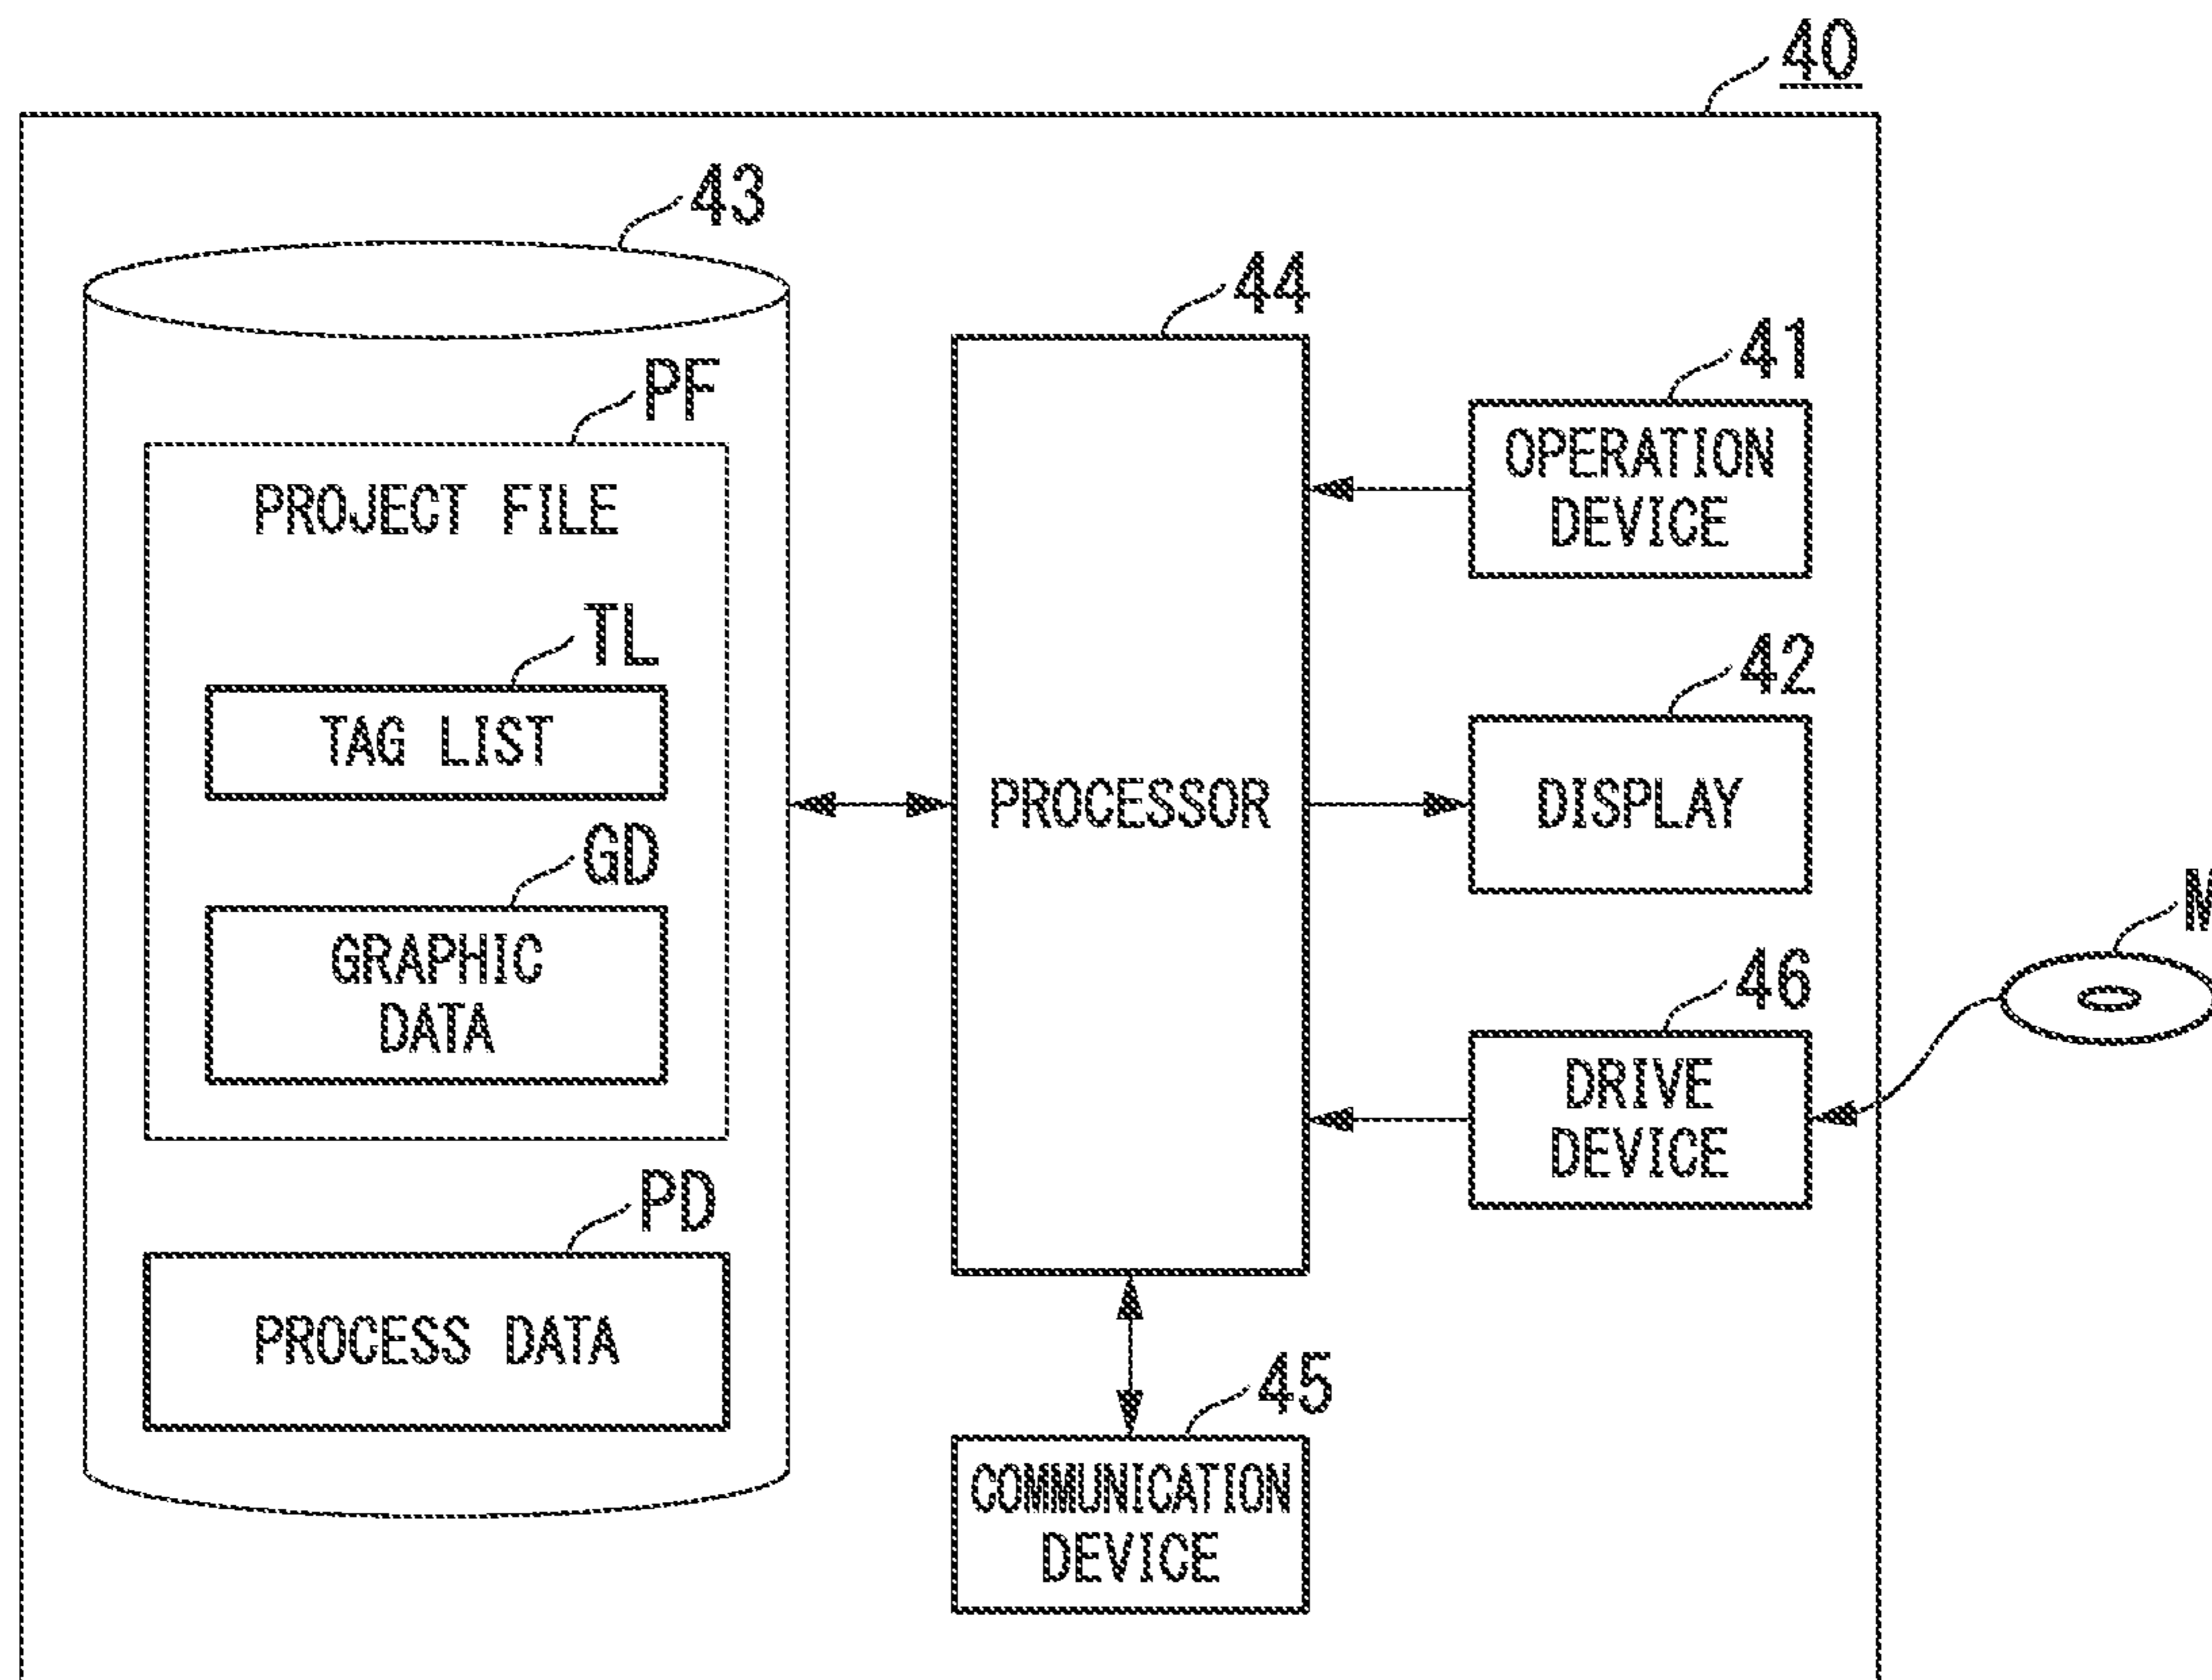 40
43
PF
PROJECT FILE
TL
TAG LIST
GD
GRAPHIC
DATA
PD
PROCESS DATA
44
PROCESSOR
41
OPERATION
DEVICE
42
DISPLAY
46
DRIVE
DEVICE
M
45
COMMUNICATION
DEVICE